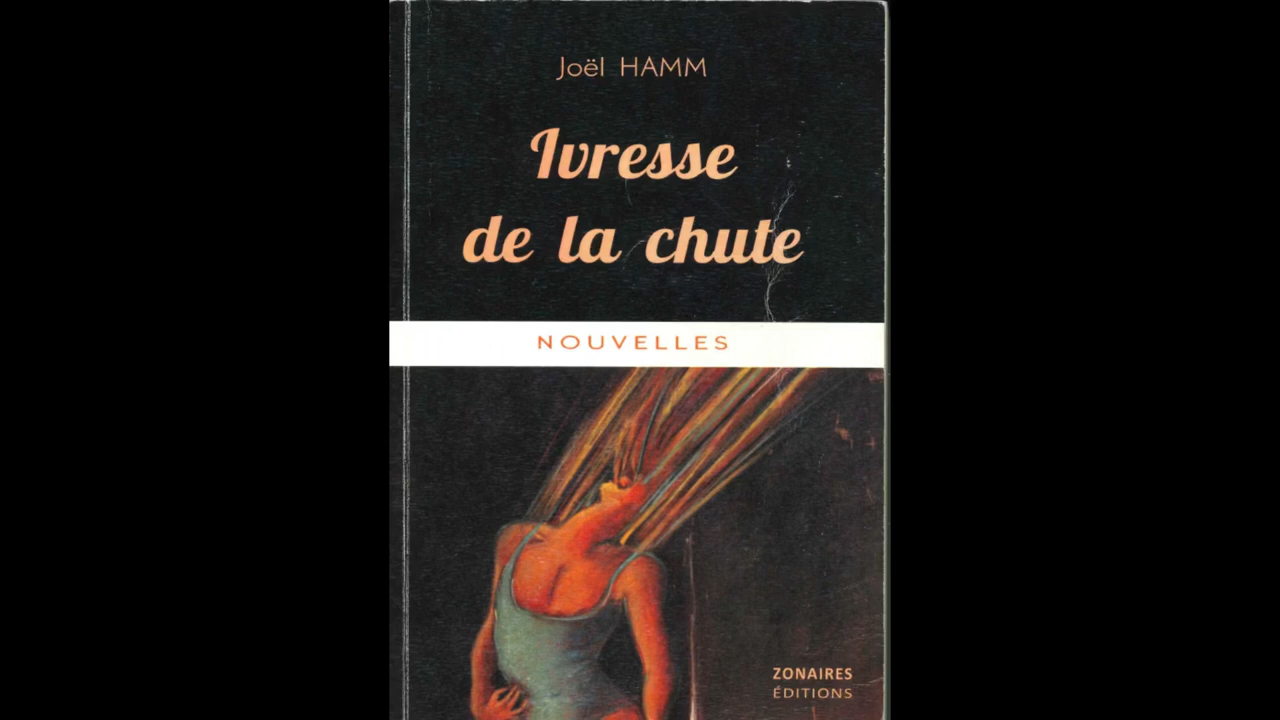 Joël HAMM
Ivresse
de la chute
NOUVELLES
ZONAIRES
ÉDITIONS